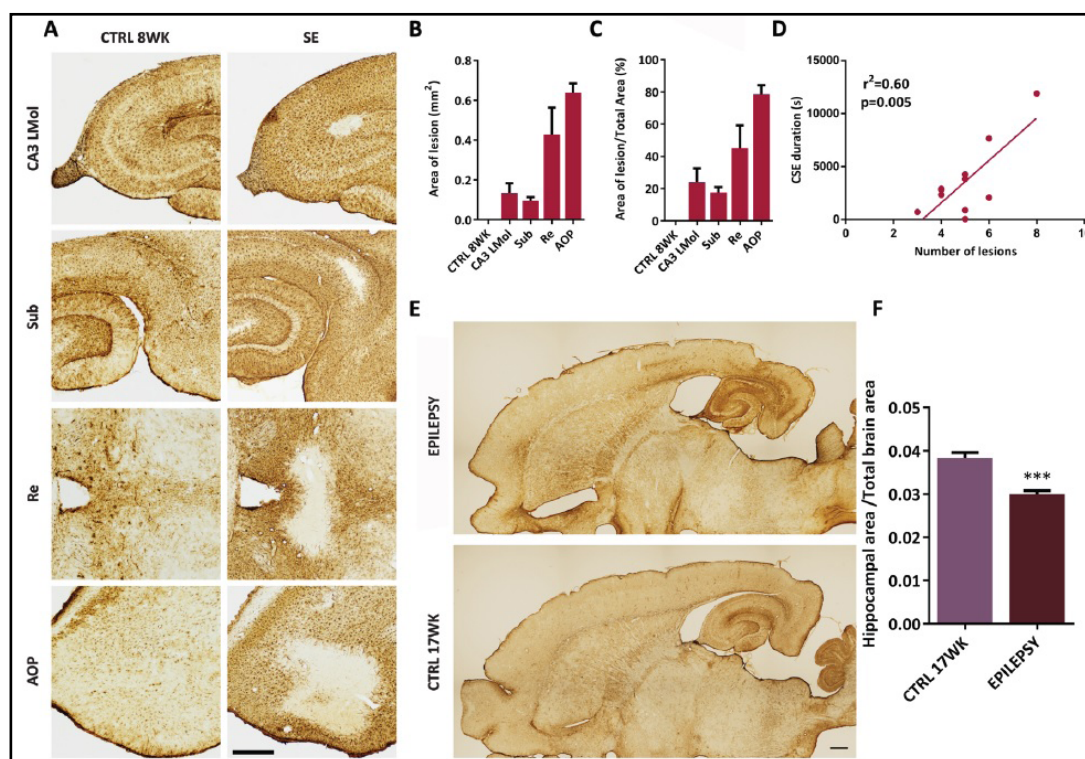 A
CTRL 8WK
SE
CA3 LMol
Sub
Re
AOP
B
Area of lesion (mm²)
0.8
0.6
0.4
0.2
0.0
CTRL 8WK
CA3 LMol
Sub
Re
AOP
C
Area of lesion/Total Area (%)
100
80
60
40
20
0
CTRL 8WK
CA3 LMol
Sub
Re
AOP
D
CSE duration (s)
15000
10000
5000
0
r²=0.60
p=0.005
0
2
4
6
8
10
Number of lesions
E
EPILEPSY
CTRL 17WK
F
Hippocampal area /Total brain area
0.05
0.04
0.03
0.02
0.01
0.00
***
CTRL 17WK
EPILEPSY